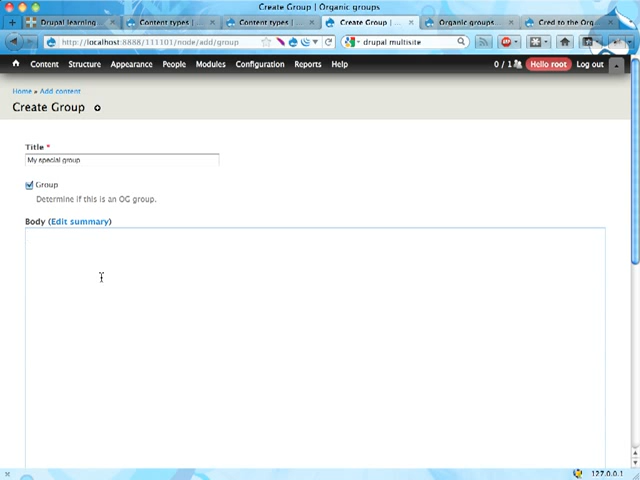 Create Group | Organic groups
Drupal learning
Content types |
Content types |
Create Group | ...
Organic groups...
Cred to the Org
http://localhost:8888/111101/node/add/group
drupal multisite
Content Structure Appearance People Modules Configuration Reports Help
0 / 1
Hello root
Log out
Home » Add content
Create Group
Title *
My special group
Group
Determine if this is an OG group.
Body (Edit summary)
127.0.0.1